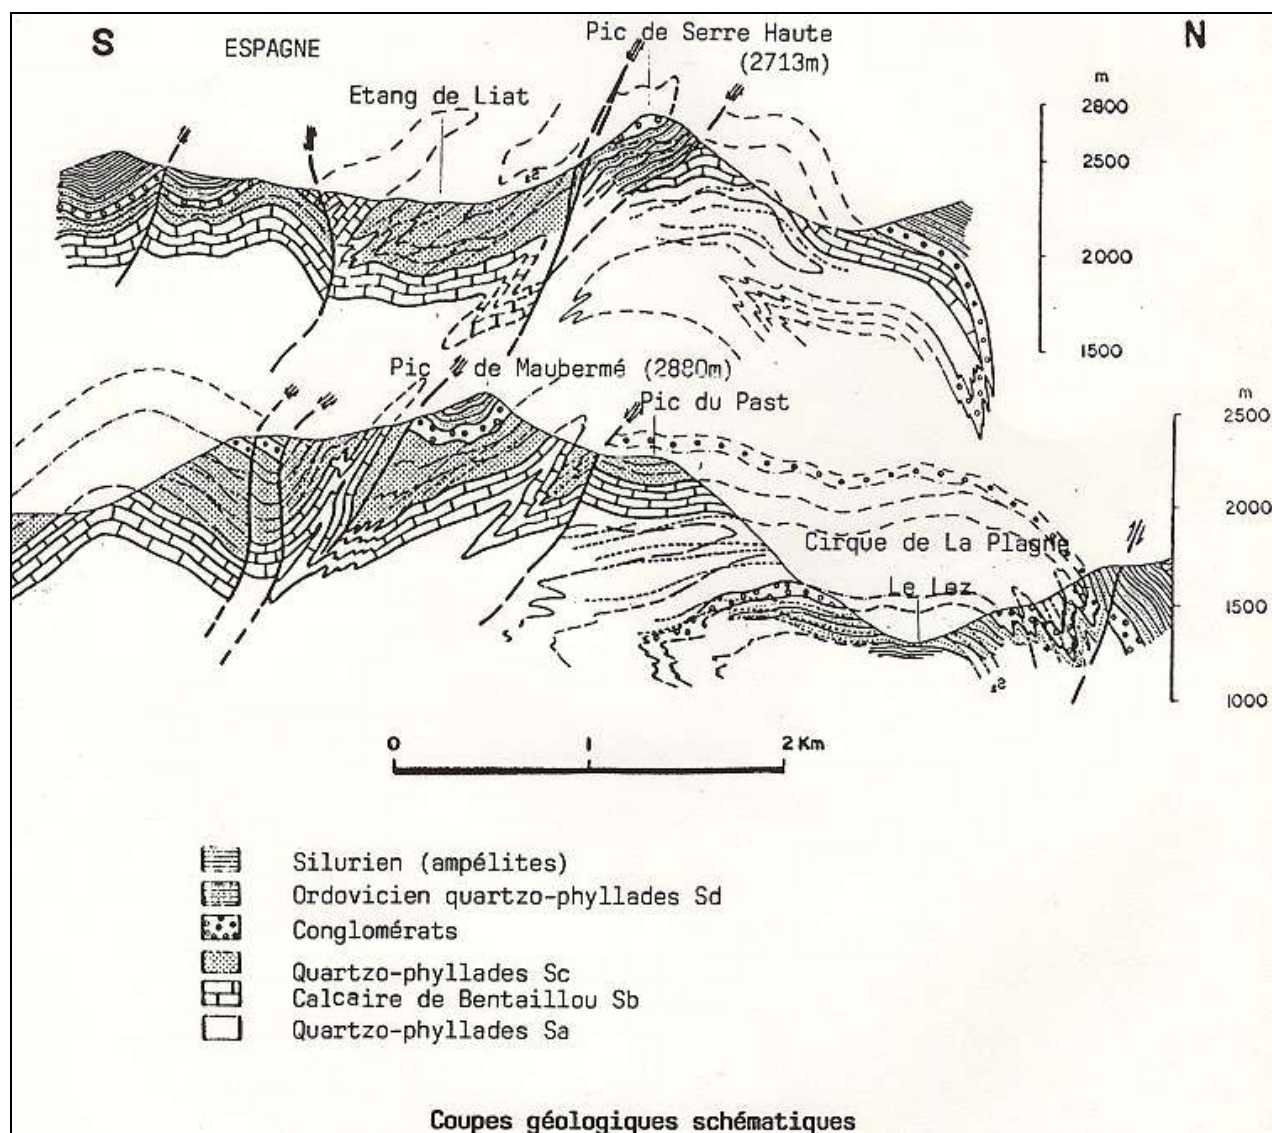 S
ESPAGNE
Pic de Serre Haute
(2713m)
N
Etang de Liat
m
2800
2500
2000
1500
S₂
Pic de Maubermé (2880m)
Pic du Past
m
2500
2000
1500
1000
Cirque de La Plagne
Le Lez
S₂
0 1 2 Km
Silurien (ampélites)
Ordovicien quartzo-phyllades Sd
Conglomérats
Quartzo-phyllades Sc
Calcaire de Bentaillou Sb
Quartzo-phyllades Sa
Coupes géologiques schématiques